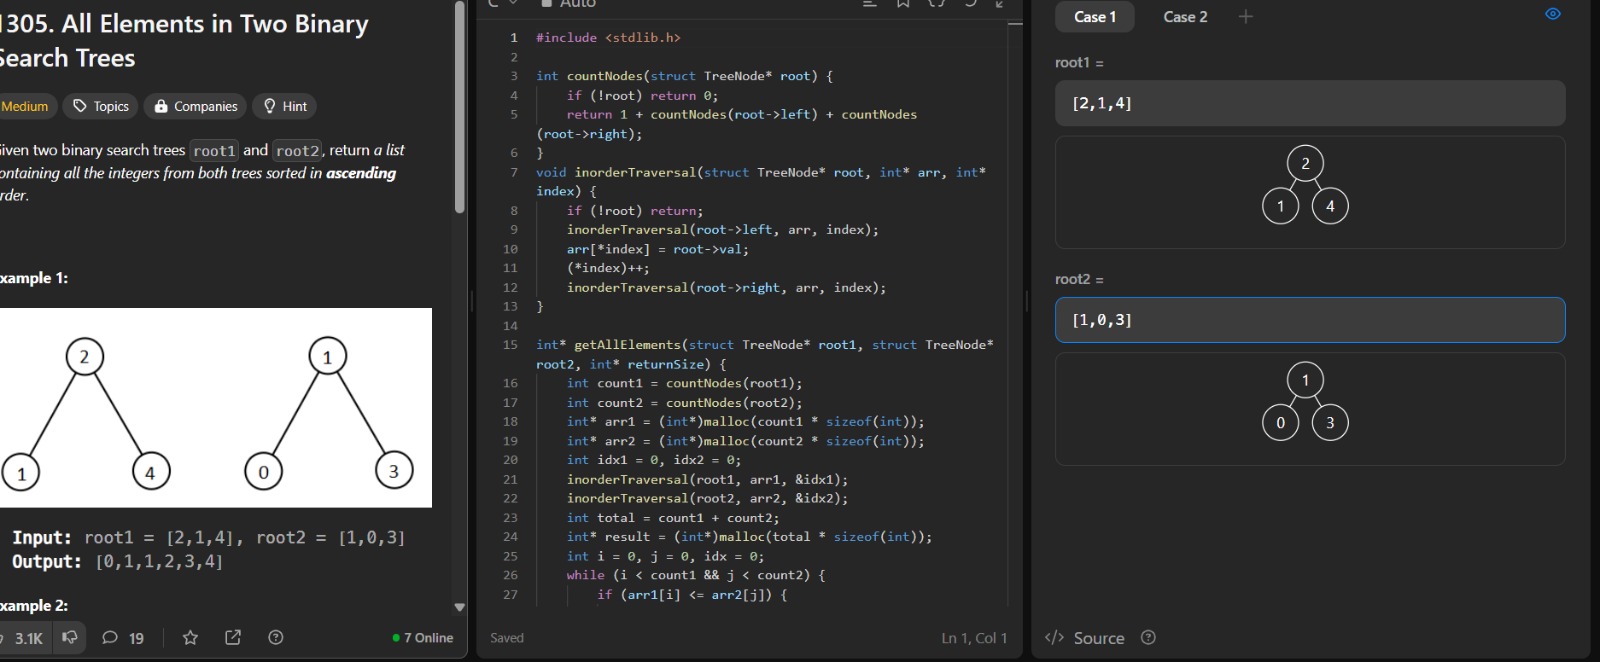 1305. All Elements in Two Binary
Search Trees
Medium Topics Companies Hint
Given two binary search trees root1 and root2, return a list
containing all the integers from both trees sorted in ascending
order.
Example 1:
2
1
4
1
0
3
Input: root1 = [2,1,4], root2 = [1,0,3]
Output: [0,1,1,2,3,4]
Example 2:
3.1K 19 7 Online
C Auto
1 #include <stdlib.h>
2
3 int countNodes(struct TreeNode* root) {
4 if (!root) return 0;
5 return 1 + countNodes(root->left) + countNodes
(root->right);
6 }
7 void inorderTraversal(struct TreeNode* root, int* arr, int*
index) {
8 if (!root) return;
9 inorderTraversal(root->left, arr, index);
10 arr[*index] = root->val;
11 (*index)++;
12 inorderTraversal(root->right, arr, index);
13 }
14
15 int* getAllElements(struct TreeNode* root1, struct TreeNode*
root2, int* returnSize) {
16 int count1 = countNodes(root1);
17 int count2 = countNodes(root2);
18 int* arr1 = (int*)malloc(count1 * sizeof(int));
19 int* arr2 = (int*)malloc(count2 * sizeof(int));
20 int idx1 = 0, idx2 = 0;
21 inorderTraversal(root1, arr1, &idx1);
22 inorderTraversal(root2, arr2, &idx2);
23 int total = count1 + count2;
24 int* result = (int*)malloc(total * sizeof(int));
25 int i = 0, j = 0, idx = 0;
26 while (i < count1 && j < count2) {
27 if (arr1[i] <= arr2[j]) {
Saved Ln 1, Col 1
Case 1 Case 2 +
root1 =
[2,1,4]
2
1 4
root2 =
[1,0,3]
1
0 3
</> Source